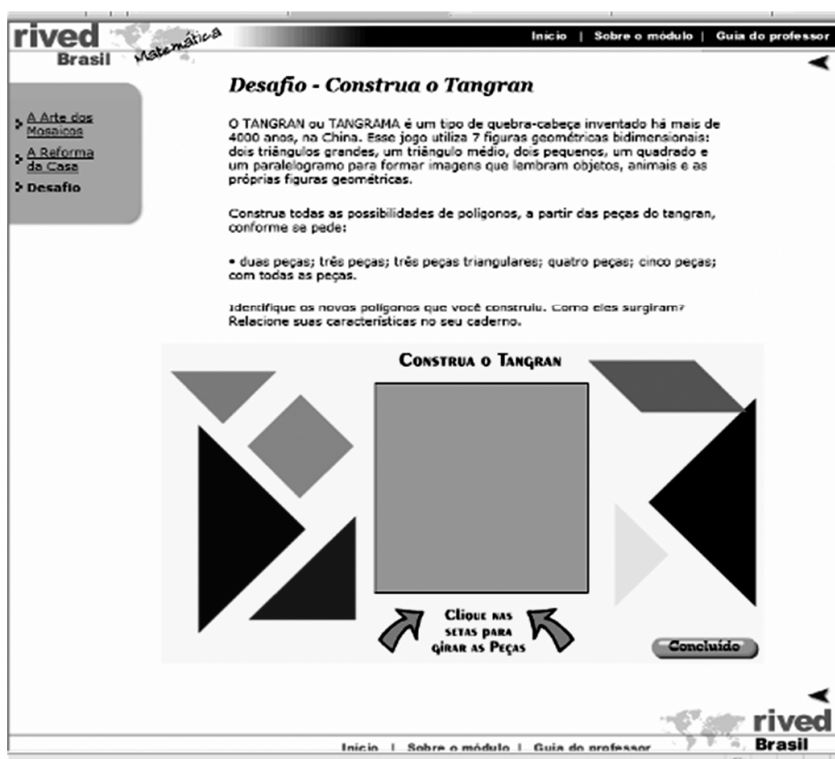 rived
Brasil
Matemática
Início | Sobre o módulo | Guia do professor
A Arte dos
Mosaicos
A Reforma
da Casa
Desafio
Desafio - Construa o Tangran
O TANGRAN ou TANGRAMA é um tipo de quebra-cabeça inventado há mais de
4000 anos, na China. Esse jogo utiliza 7 figuras geométricas bidimensionais:
dois triângulos grandes, um triângulo médio, dois pequenos, um quadrado e
um paralelogramo para formar imagens que lembram objetos, animais e as
próprias figuras geométricas.
Construa todas as possibilidades de polígonos, a partir das peças do tangran,
conforme se pede:
• duas peças; três peças; três peças triangulares; quatro peças; cinco peças;
com todas as peças.
Identifique os novos polígonos que você construiu. Como eles surgiram?
Relacione suas características no seu caderno.
CONSTRUA O TANGRAN
CLIQUE NAS
SETAS PARA
GIRAR AS PEÇAS
Concluído
rived
Brasil
Início | Sobre o módulo | Guia do professor